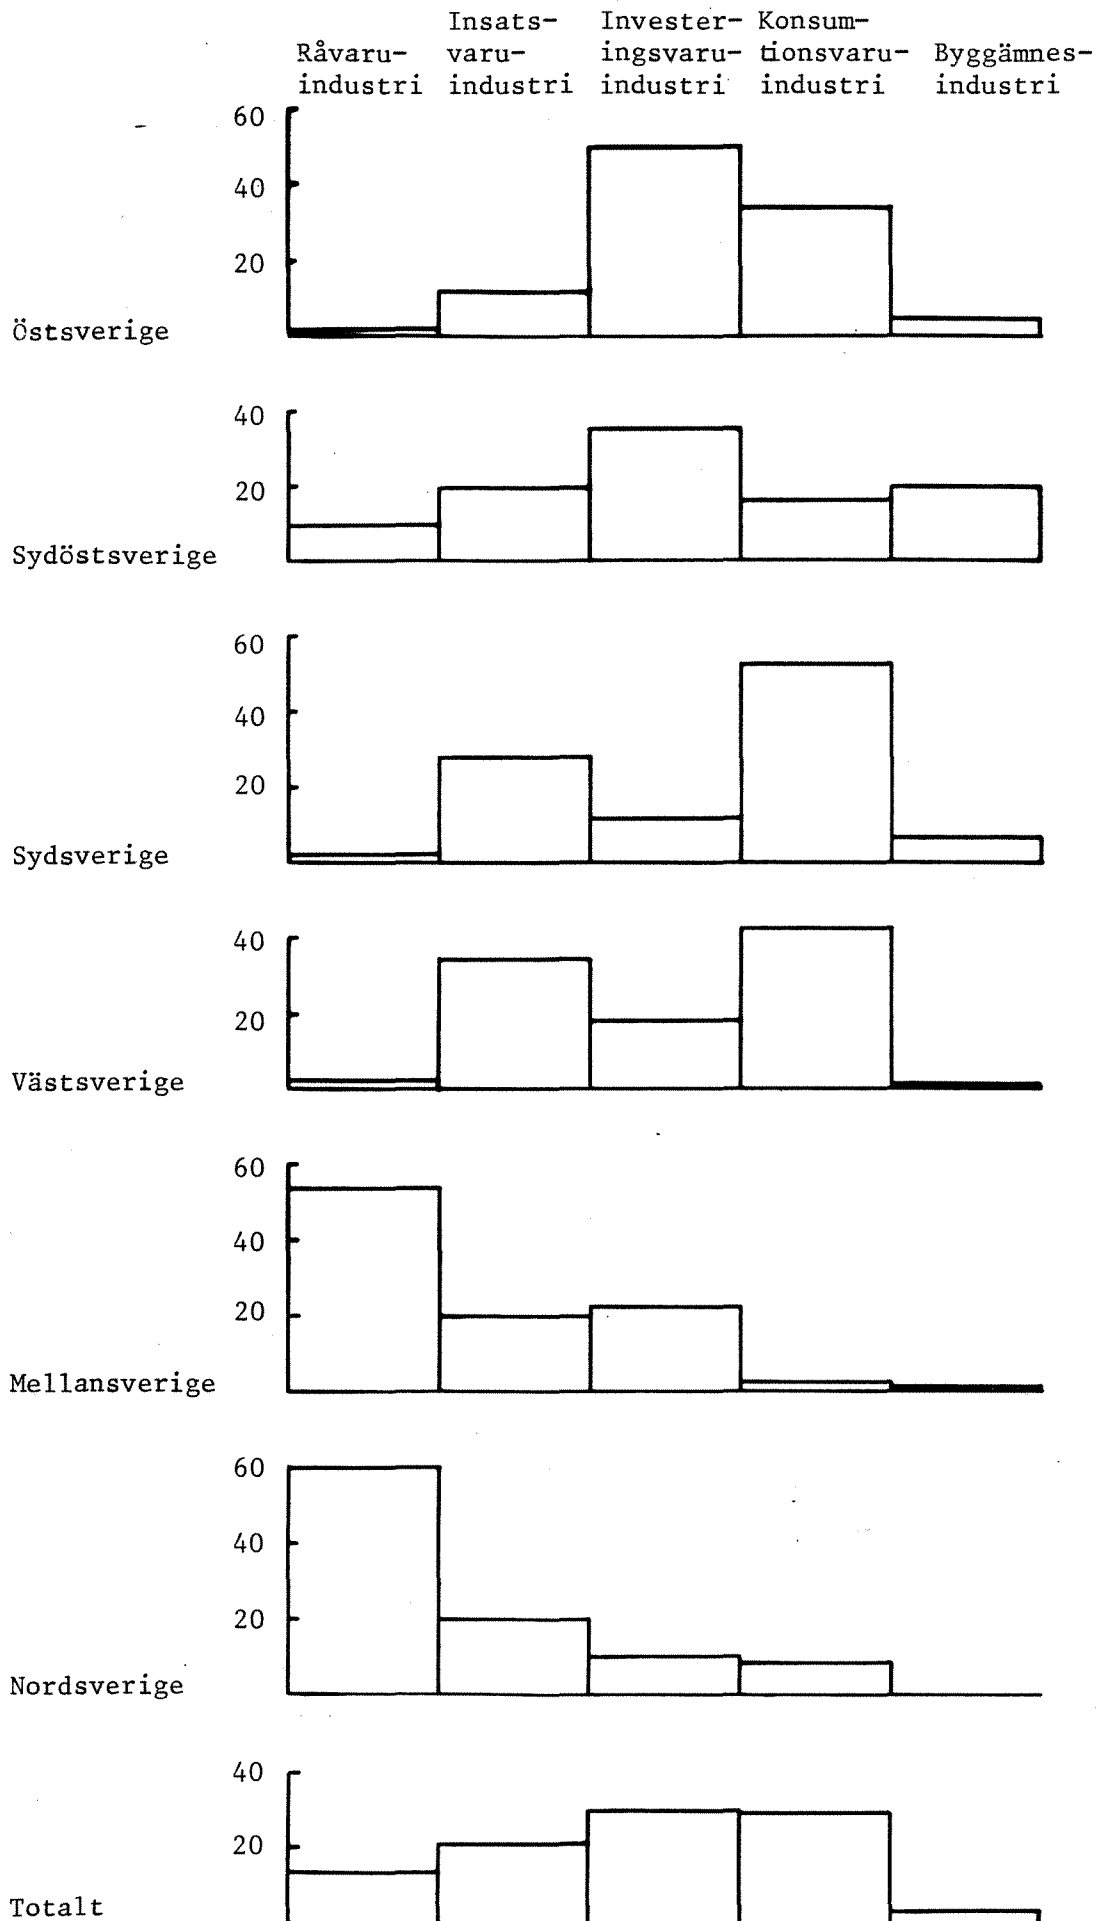 Råvaru-
industri
Insats-
varu-
industri
Invester-
ingsvaru-
industri
Konsum-
tionsvaru-
industri
Byggämnes-
industri
60
40
20
Östsverige
40
20
Sydöstsverige
60
40
20
Sydsverige
40
20
Västsverige
60
40
20
Mellansverige
60
40
20
Nordsverige
40
20
Totalt